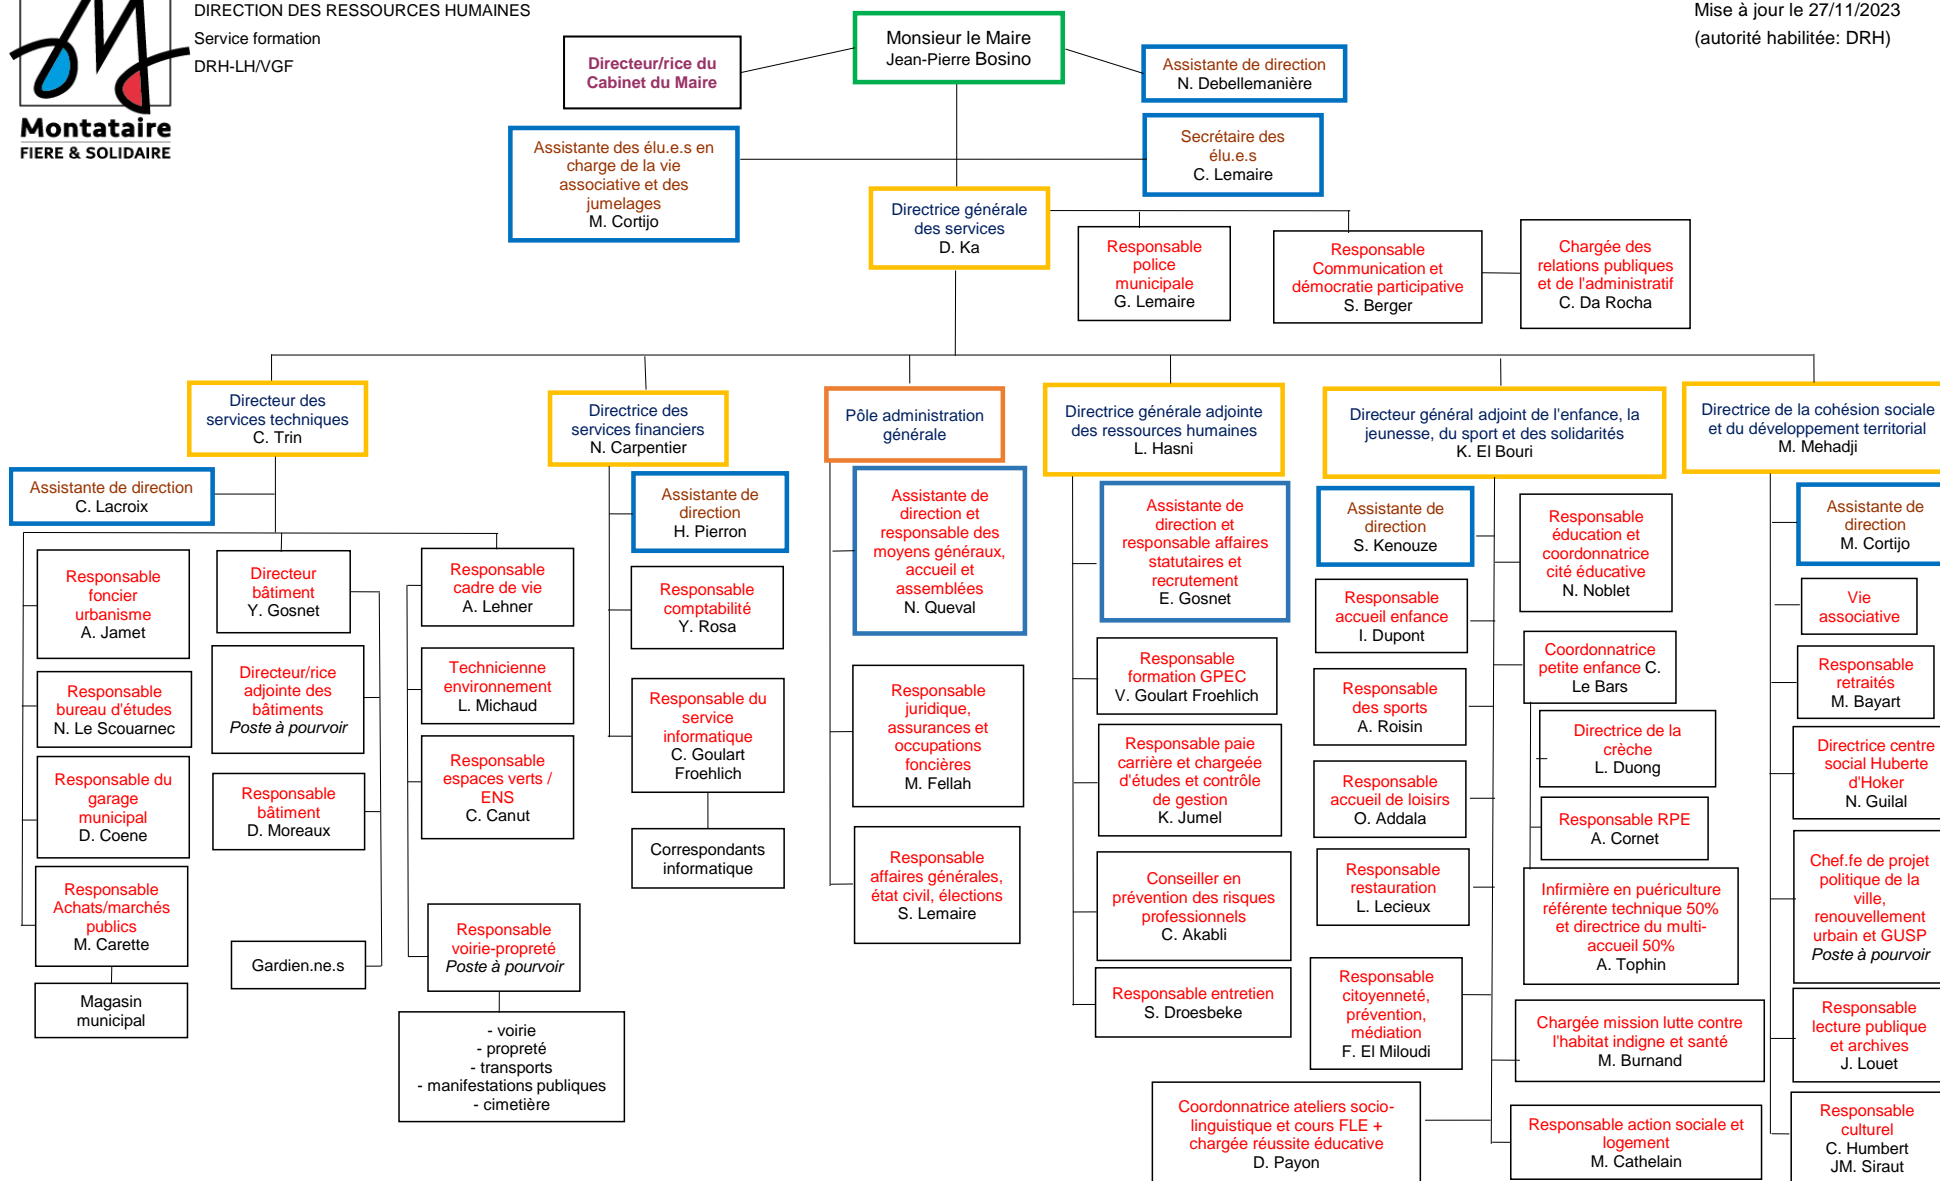 DIRECTION DES RESSOURCES HUMAINES
Service formation
DRH-LH/VGF
Montataire
FIERE & SOLIDAIRE
Mise à jour le 27/11/2023
(autorité habilitée: DRH)
Directeur/rice du
Cabinet du Maire
Monsieur le Maire
Jean-Pierre Bosino
Assistante de direction
N. Debellemanière
Assistante des élu.e.s en
charge de la vie
associative et des
jumelages
M. Cortijo
Secrétaire des
élu.e.s
C. Lemaire
Directrice générale
des services
D. Ka
Responsable
police
municipale
G. Lemaire
Responsable
Communication et
démocratie participative
S. Berger
Chargée des
relations publiques
et de l'administratif
C. Da Rocha
Directeur des
services techniques
C. Trin
Assistante de direction
C. Lacroix
Responsable
foncier
urbanisme
A. Jamet
Responsable
bureau d'études
N. Le Scouarnec
Responsable du
garage
municipal
D. Coene
Responsable
Achats/marchés
publics
M. Carette
Magasin
municipal
Directeur
bâtiment
Y. Gosnet
Directeur/rice
adjointe des
bâtiments
Poste à pourvoir
Responsable
bâtiment
D. Moreaux
Gardien.ne.s
Responsable
cadre de vie
A. Lehner
Technicienne
environnement
L. Michaud
Responsable
espaces verts /
ENS
C. Canut
Responsable
voirie-propreté
Poste à pourvoir
- voirie
- propreté
- transports
- manifestations publiques
- cimetière
Directrice des
services financiers
N. Carpentier
Assistante de
direction
H. Pierron
Responsable
comptabilité
Y. Rosa
Responsable du
service
informatique
C. Goulart
Froehlich
Correspondants
informatique
Pôle administration
générale
Assistante de
direction et
responsable des
moyens généraux,
accueil et
assemblées
N. Queval
Responsable
juridique,
assurances et
occupations
foncières
M. Fellah
Responsable
affaires générales,
état civil, élections
S. Lemaire
Directrice générale adjointe
des ressources humaines
L. Hasni
Assistante de
direction et
responsable affaires
statutaires et
recrutement
E. Gosnet
Responsable
formation GPEC
V. Goulart Froehlich
Responsable paie
carrière et chargeée
d'études et contrôle
de gestion
K. Jumel
Conseiller en
prévention des risques
professionnels
C. Akabli
Responsable entretien
S. Droesbeke
Directeur général adjoint de l'enfance, la
jeunesse, du sport et des solidarités
K. El Bouri
Assistante de
direction
S. Kenouze
Responsable
accueil enfance
I. Dupont
Responsable
des sports
A. Roisin
Responsable
accueil de loisirs
O. Addala
Responsable
restauration
L. Lecieux
Responsable
citoyenneté,
prévention,
médiation
F. El Miloudi
Coordonnatrice ateliers socio-
linguistique et cours FLE +
chargée réussite éducative
D. Payon
Responsable
éducation et
coordonnatrice
cité éducative
N. Noblet
Coordonnatrice
petite enfance C.
Le Bars
Directrice de la
crèche
L. Duong
Responsable RPE
A. Cornet
Infirmière en puériculture
référente technique 50%
et directrice du multi-
accueil 50%
A. Tophin
Chargée mission lutte contre
l'habitat indigne et santé
M. Burnand
Responsable action sociale et
logement
M. Cathelain
Directrice de la cohésion sociale
et du développement territorial
M. Mehadji
Assistante de
direction
M. Cortijo
Vie
associative
Responsable
retraités
M. Bayart
Directrice centre
social Huberte
d'Hoker
N. Guilal
Chef.fe de projet
politique de la
ville,
renouvellement
urbain et GUSP
Poste à pourvoir
Responsable
lecture publique
et archives
J. Louet
Responsable
culturel
C. Humbert
JM. Siraut